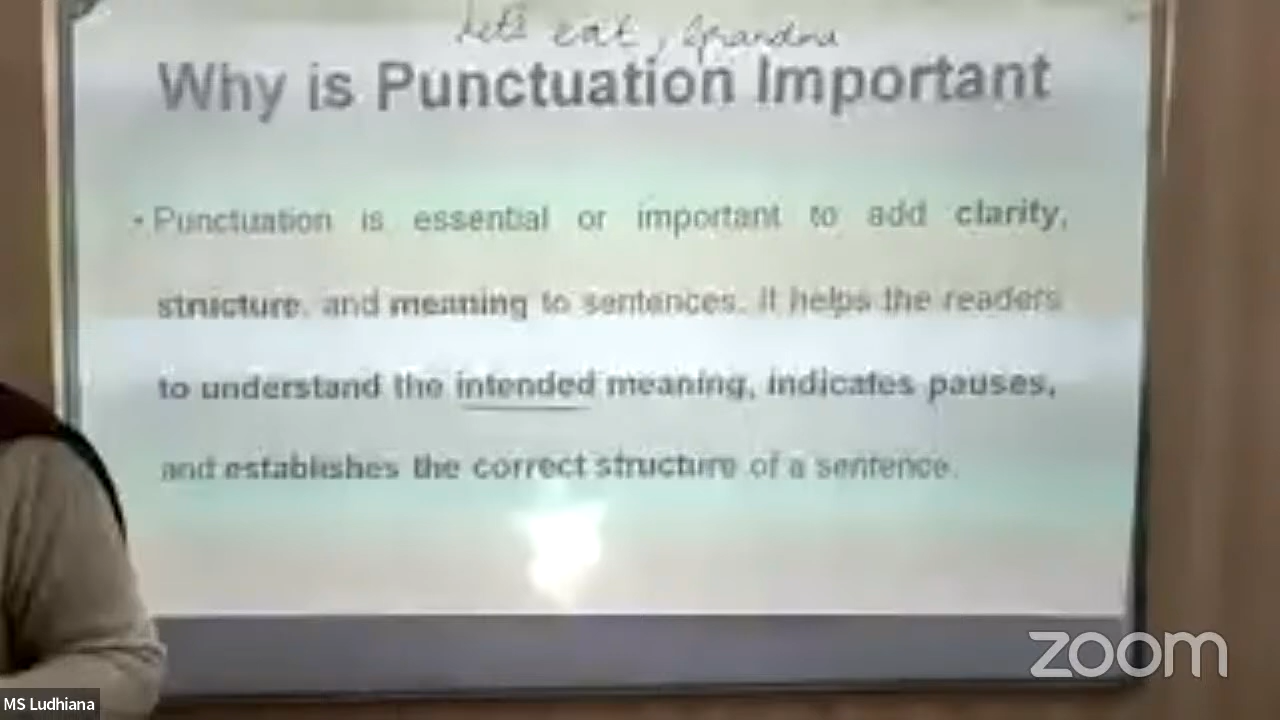 Let's eat, Grandma
Why is Punctuation Important
• Punctuation is essential or important to add clarity,
structure, and meaning to sentences. It helps the readers
to understand the intended meaning, indicates pauses,
and establishes the correct structure of a sentence.
zoom
MS Ludhiana